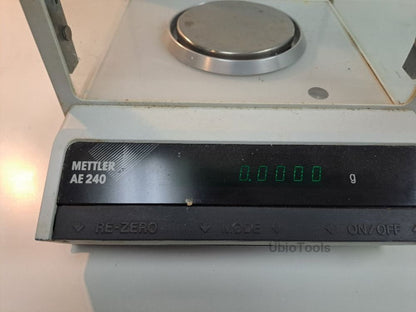 METTLER
AE 240
0.0000 g
RE-ZERO MODE ON/OFF
UbioTools